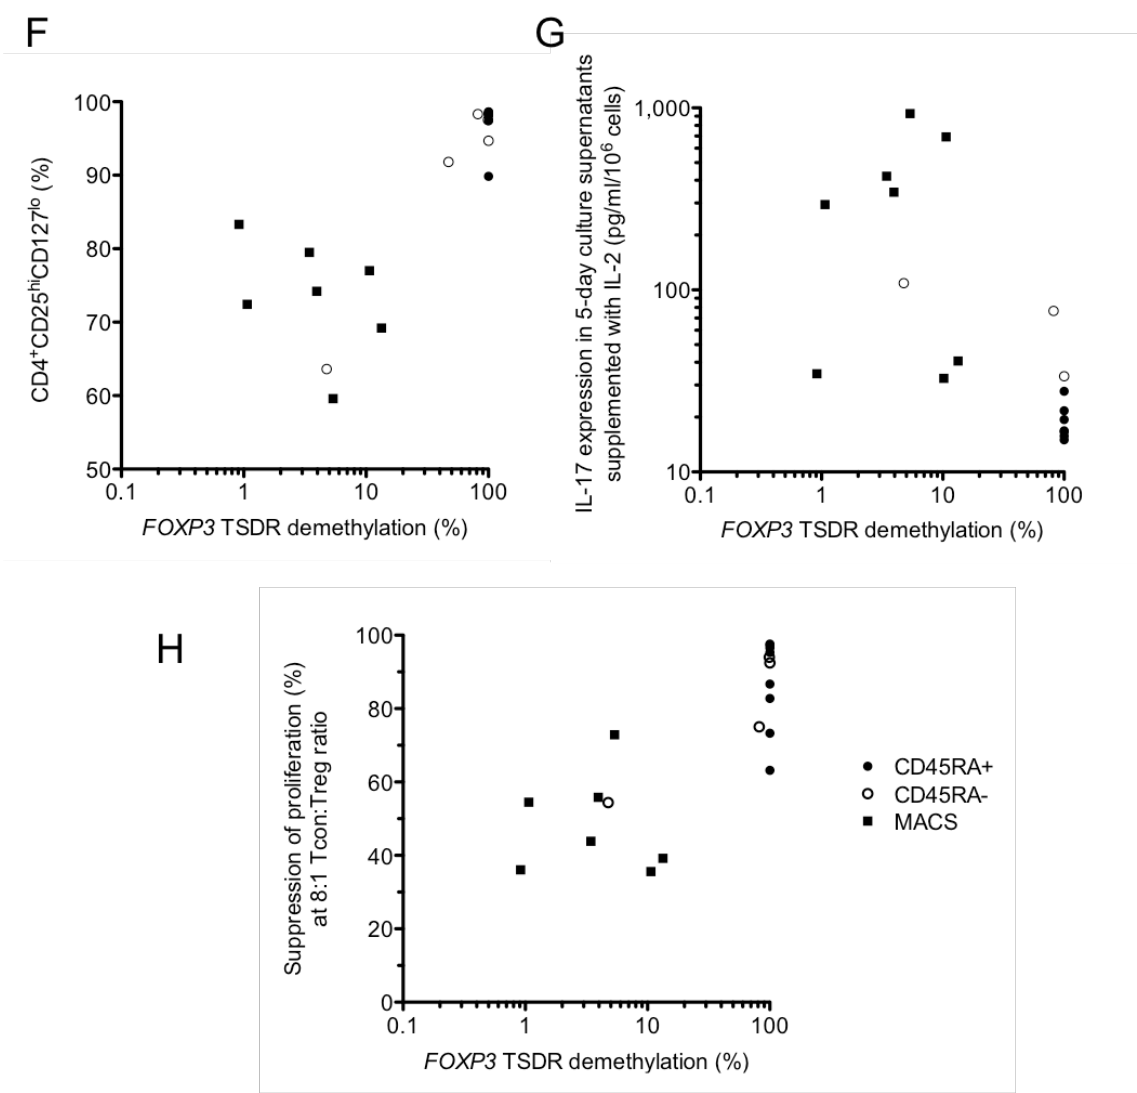 F
CD4⁺CD25ʰⁱCD127ˡᵒ (%)
100
90
80
70
60
50
0.1
1
10
100
FOXP3 TSDR demethylation (%)
G
IL-17 expression in 5-day culture supernatants
supplemented with IL-2 (pg/ml/10⁶ cells)
1,000
100
10
0.1
1
10
100
FOXP3 TSDR demethylation (%)
H
Suppression of proliferation (%)
at 8:1 Tcon:Treg ratio
100
80
60
40
20
0
0.1
1
10
100
FOXP3 TSDR demethylation (%)
CD45RA+
CD45RA-
MACS